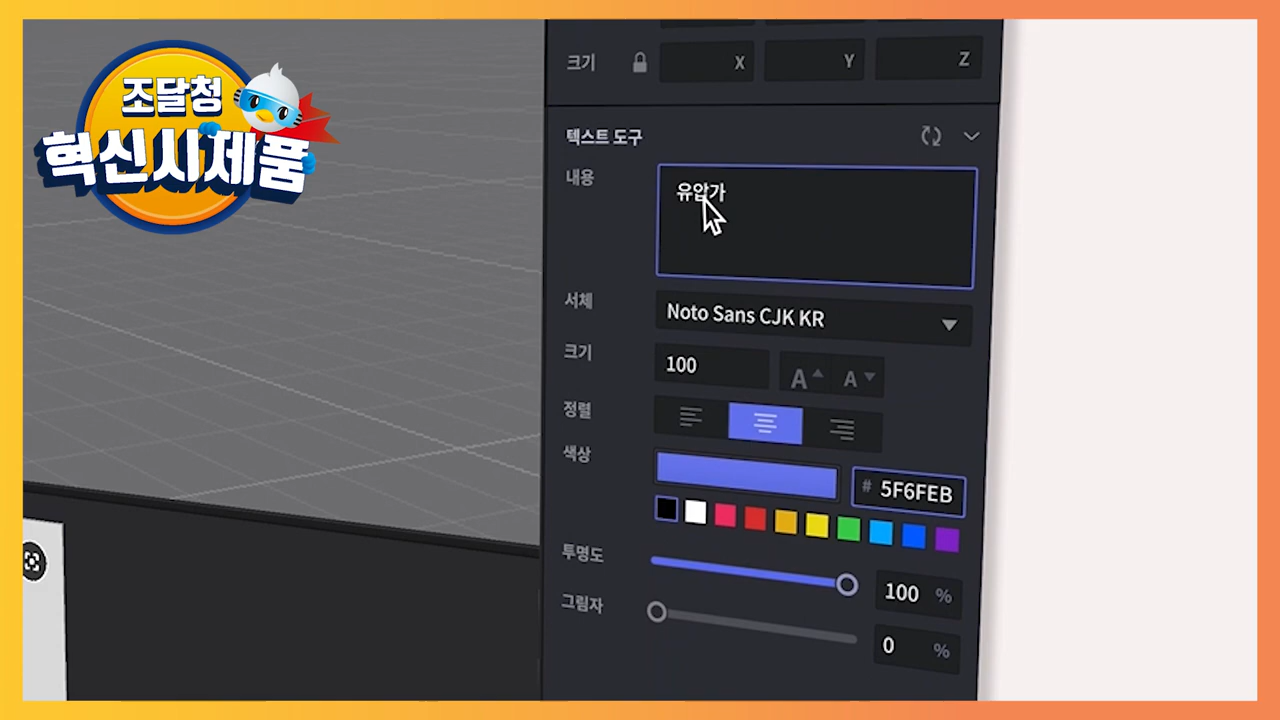 조달청
혁신시제품
크기 X Y Z
텍스트 도구
내용
유압가
서체
Noto Sans CJK KR
크기
100 A A
정렬
색상
# 5F6FEB
투명도
100 %
그림자
0 %